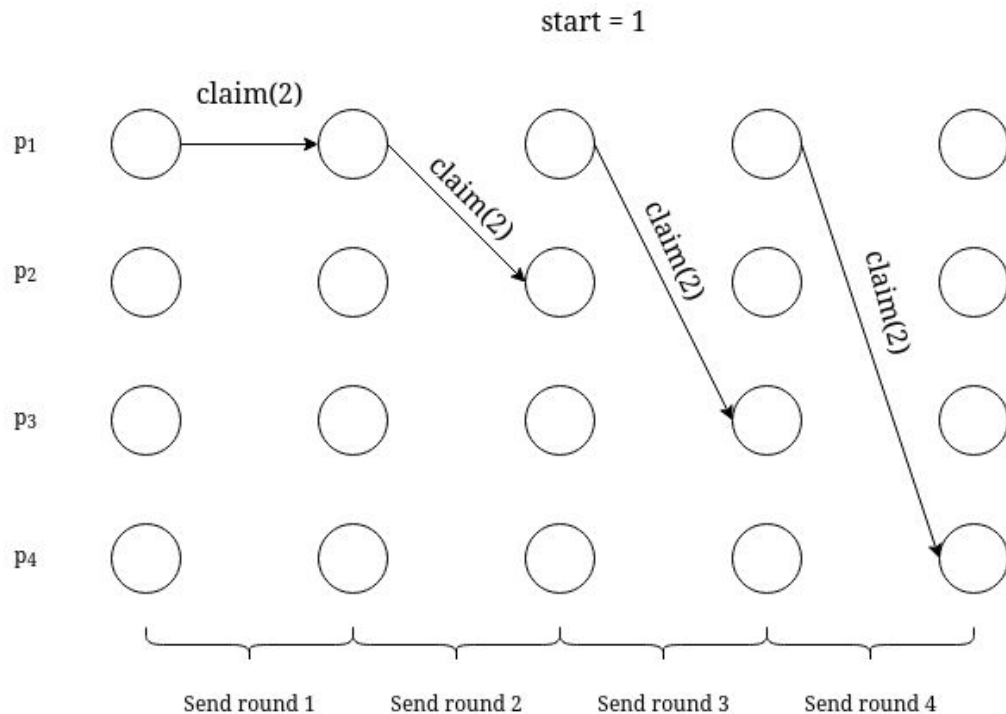 start = 1
claim(2)
p1
claim(2)
claim(2)
claim(2)
p2
p3
p4
Send round 1
Send round 2
Send round 3
Send round 4